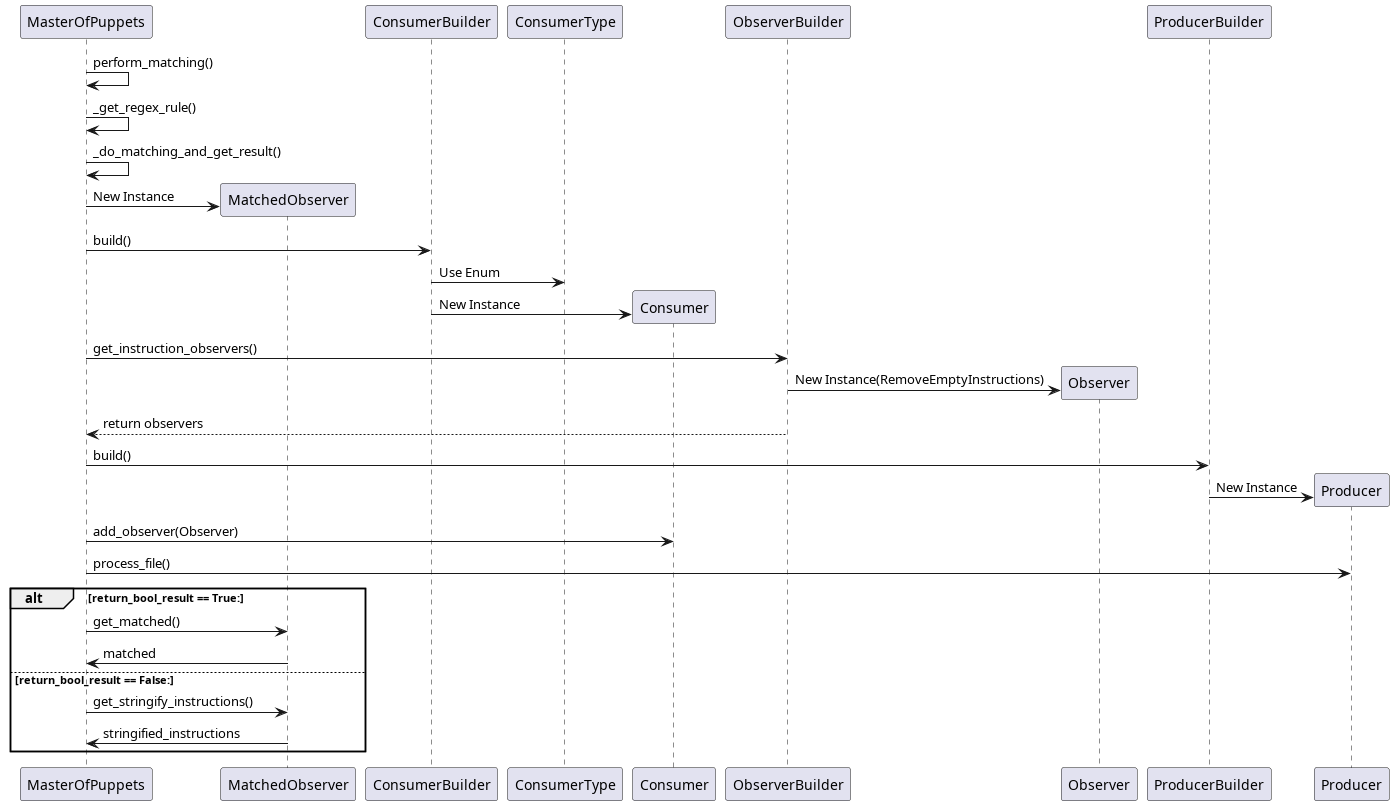 MasterOfPuppets
ConsumerBuilder
ConsumerType
ObserverBuilder
ProducerBuilder
perform_matching()
_get_regex_rule()
_do_matching_and_get_result()
New Instance
MatchedObserver
build()
Use Enum
New Instance
Consumer
get_instruction_observers()
New Instance(RemoveEmptyInstructions)
Observer
return observers
build()
New Instance
Producer
add_observer(Observer)
process_file()
alt
[return_bool_result == True:]
get_matched()
matched
[return_bool_result == False:]
get_stringify_instructions()
stringified_instructions
MasterOfPuppets
MatchedObserver
ConsumerBuilder
ConsumerType
Consumer
ObserverBuilder
Observer
ProducerBuilder
Producer